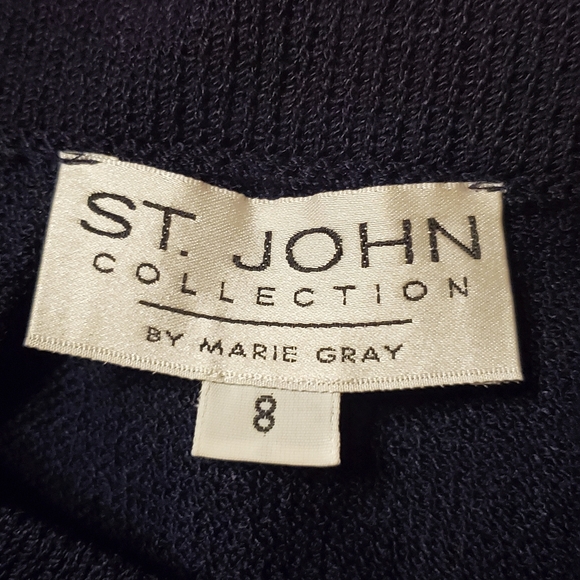 ST. JOHN
COLLECTION
BY MARIE GRAY
8